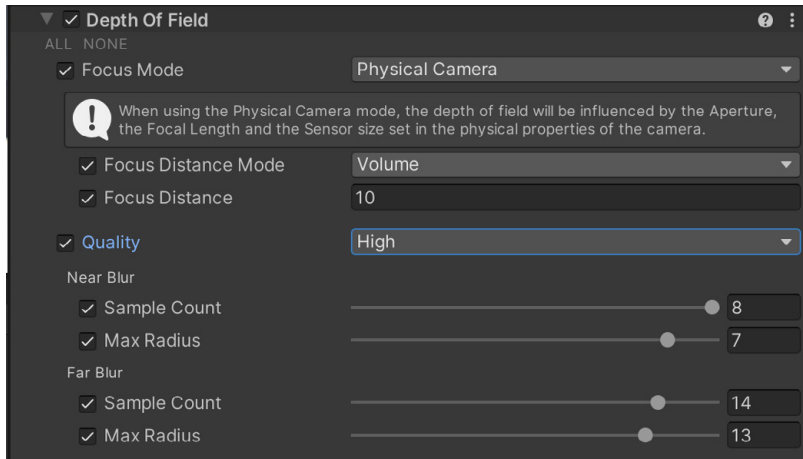 Depth Of Field
ALL NONE
Focus Mode Physical Camera
When using the Physical Camera mode, the depth of field will be influenced by the Aperture,
the Focal Length and the Sensor size set in the physical properties of the camera.
Focus Distance Mode Volume
Focus Distance 10
Quality High
Near Blur
Sample Count 8
Max Radius 7
Far Blur
Sample Count 14
Max Radius 13